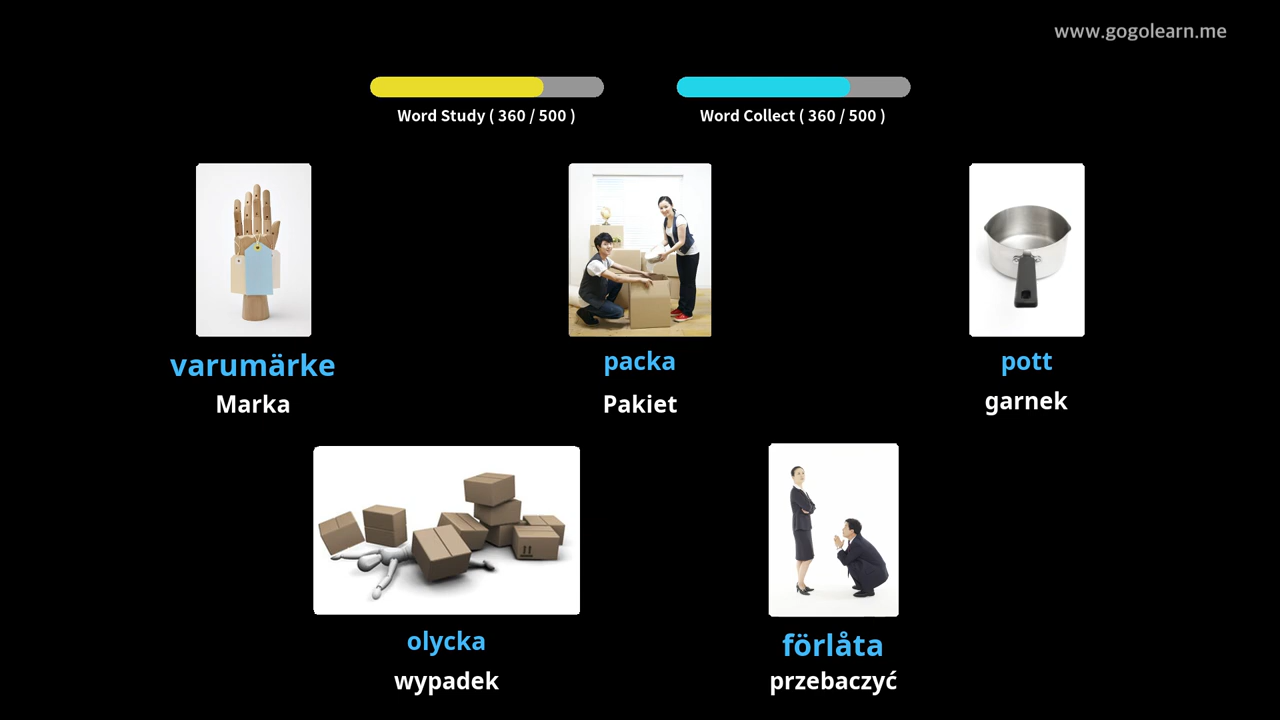 www.gogolearn.me
Word Study ( 360 / 500 )
Word Collect ( 360 / 500 )
varumärke
Marka
packa
Pakiet
pott
garnek
olycka
wypadek
förlåta
przebaczyć